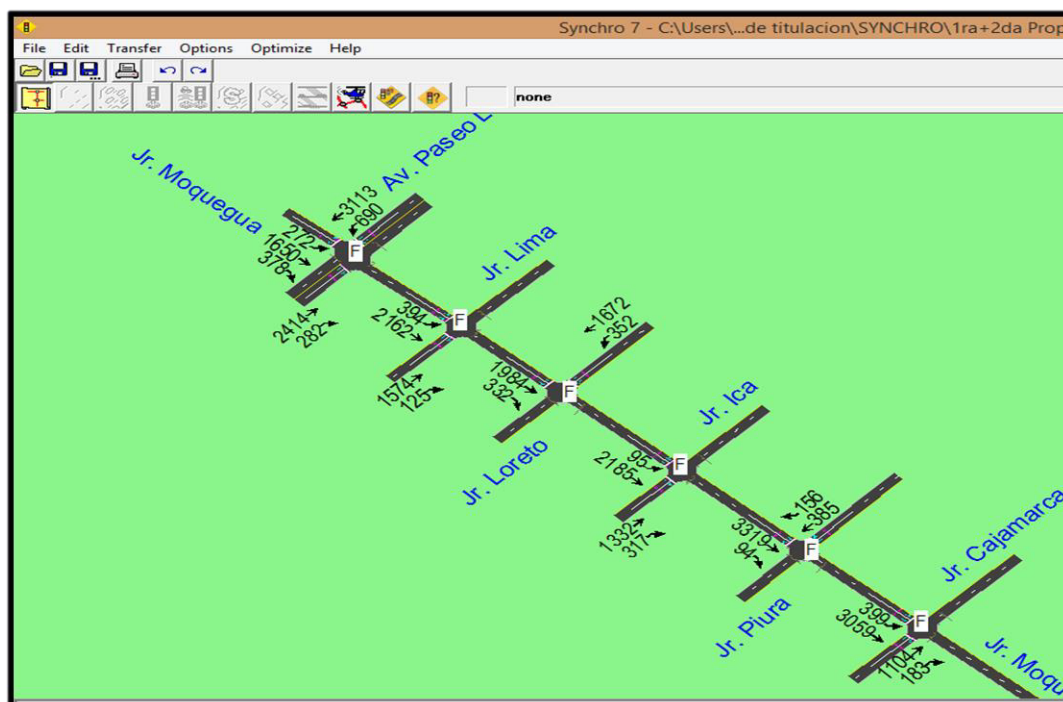 Synchro 7 - C:\Users\...de titulacion\SYNCHRO\1ra+2da Prop
File Edit Transfer Options Optimize Help
none
Jr. Moquegua
Av. Paseo L
3113
690
272
1650
378
2414
282
F
Jr. Lima
394
2162
1574
125
F
1672
352
1984
332
F
Jr. Loreto
Jr. Ica
95
2185
1332
317
F
156
385
3319
94
F
Jr. Piura
Jr. Cajamarca
399
3059
1104
183
F
Jr. Moqu